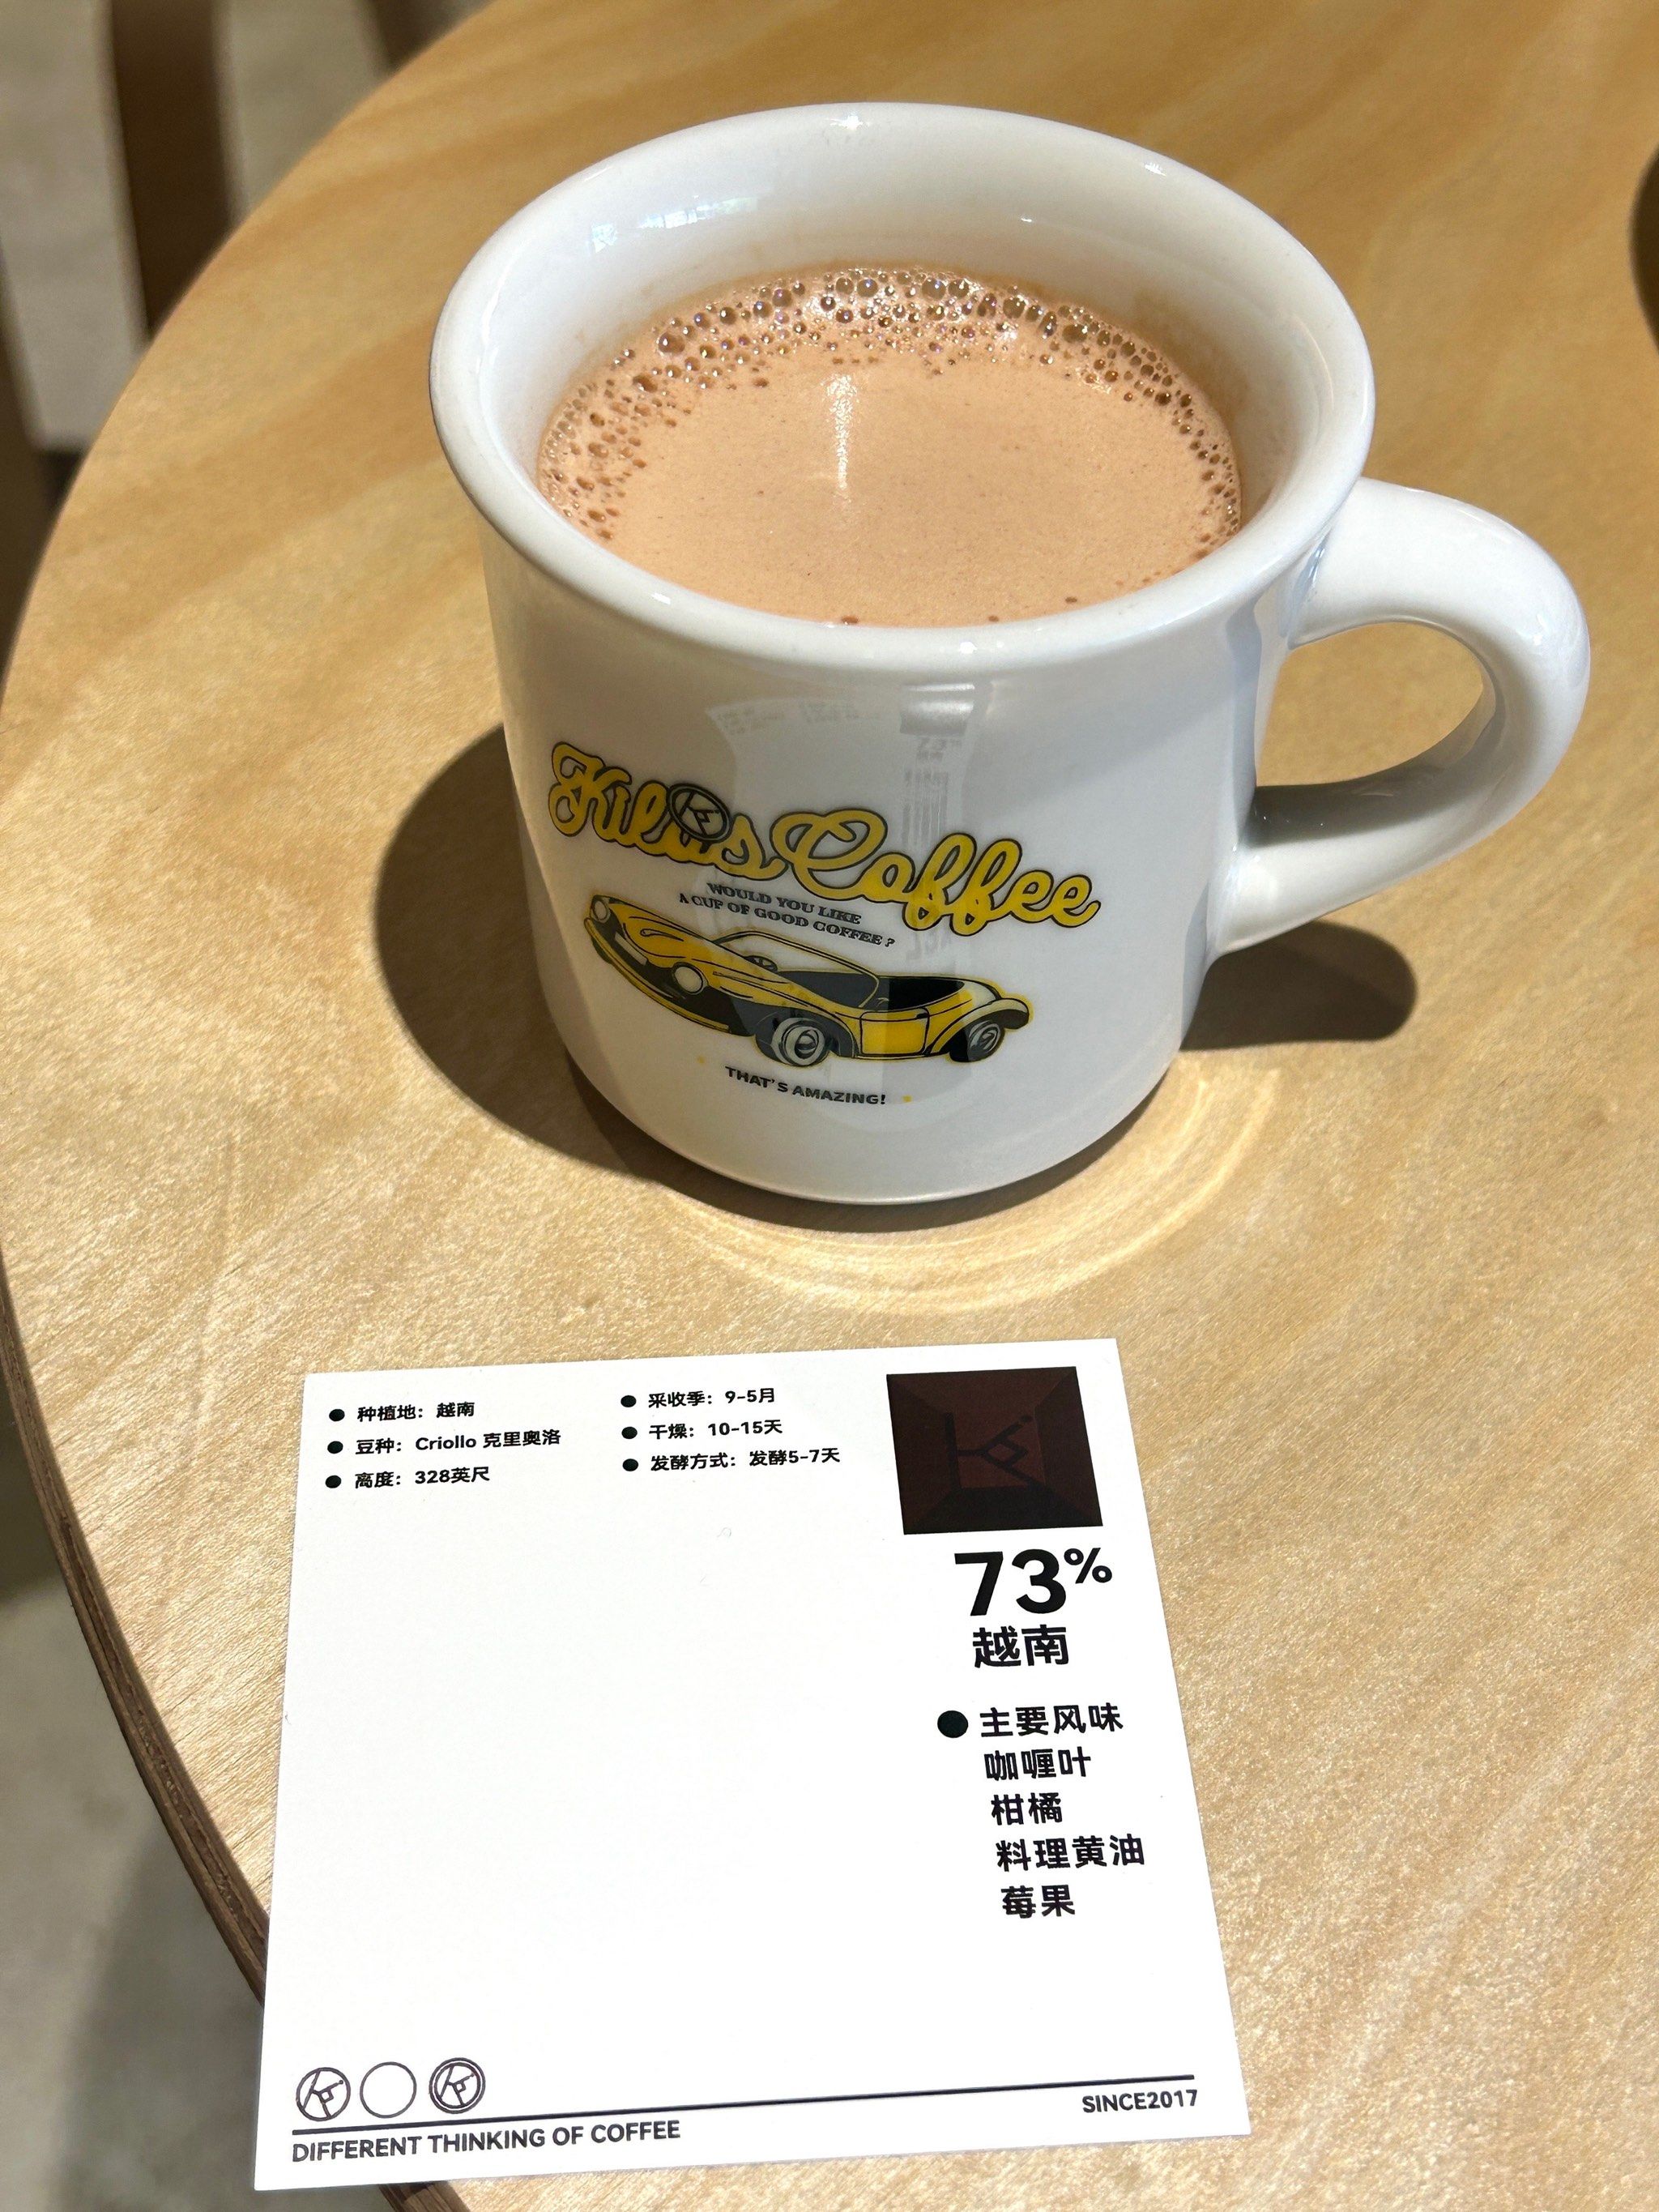 Kilo's Coffee
WOULD YOU LIKE
A CUP OF GOOD COFFEE ?
THAT'S AMAZING!
种植地：越南
豆种：Criollo 克里奥洛
高度：328英尺
采收季：9-5月
干燥：10-15天
发酵方式：发酵5-7天
73%
越南
主要风味
咖喱叶
柑橘
料理黄油
莓果
DIFFERENT THINKING OF COFFEE
SINCE2017